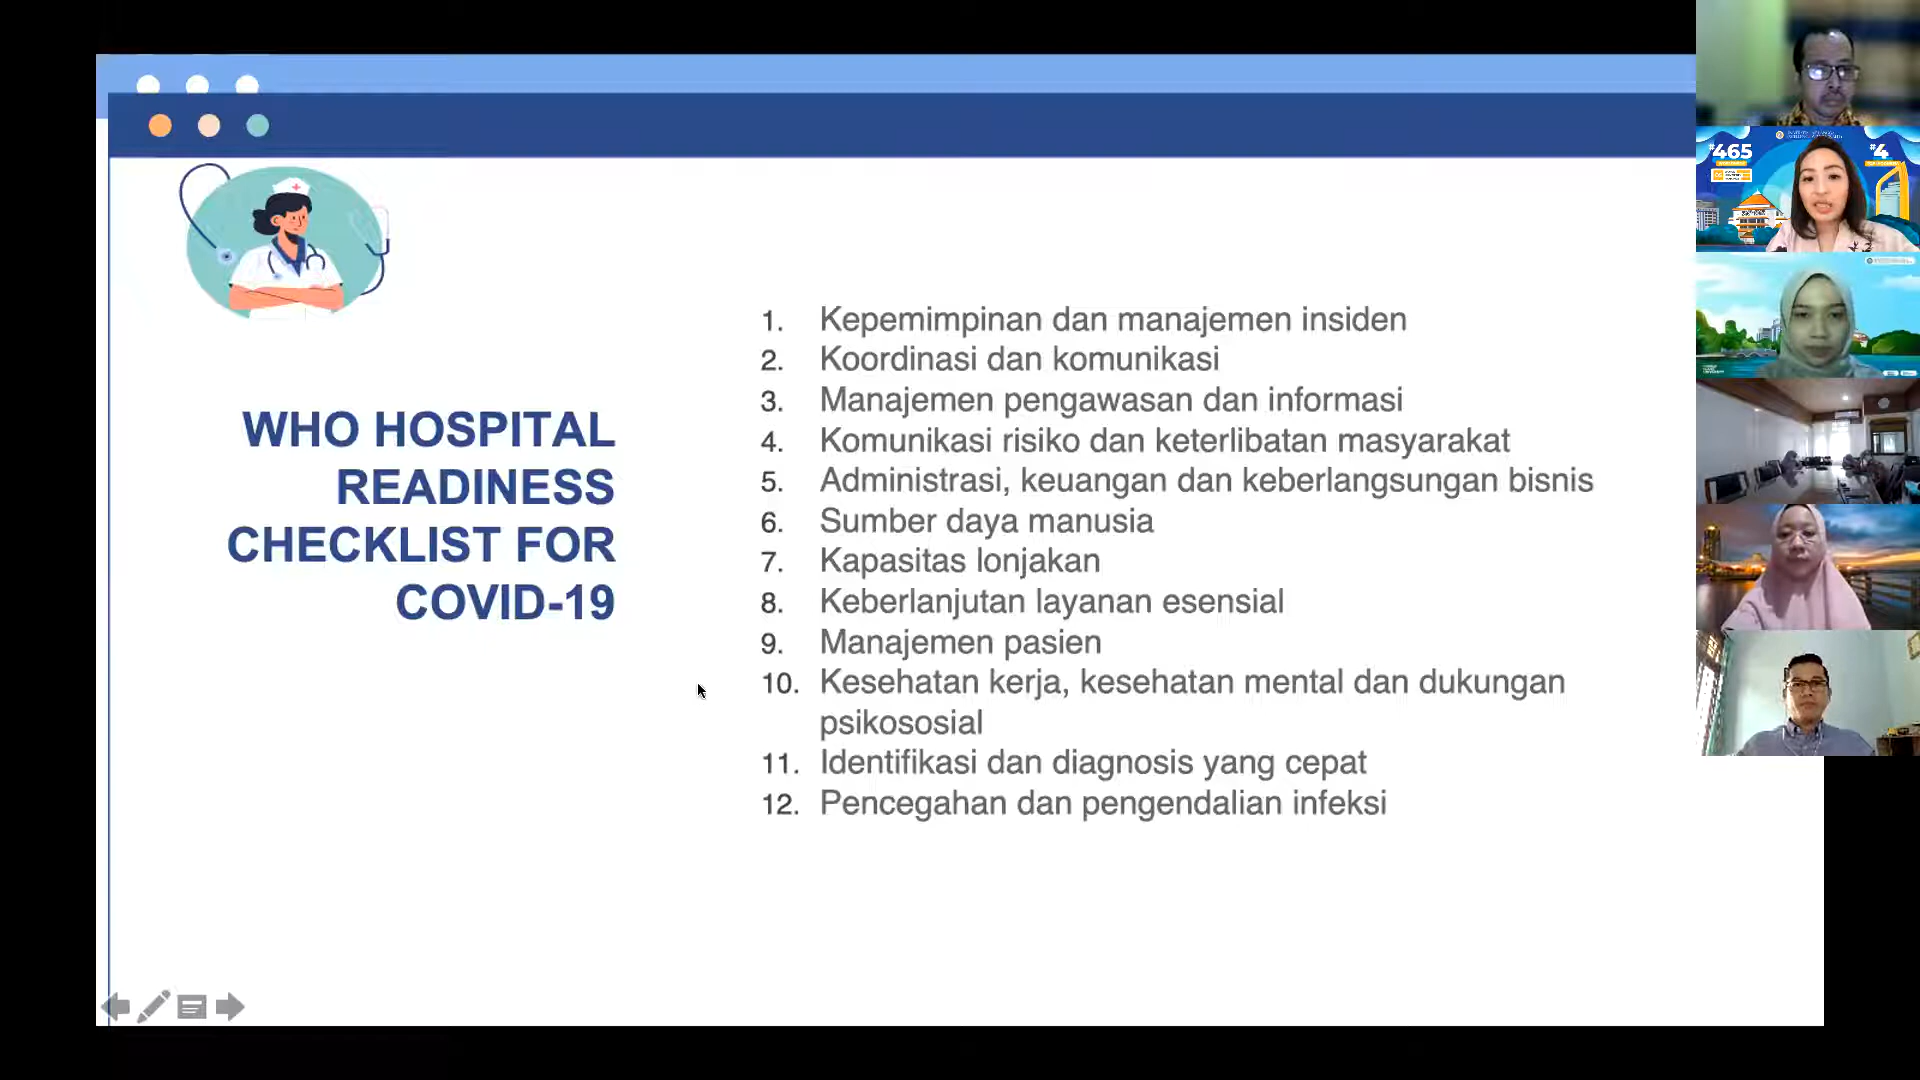 WHO HOSPITAL
READINESS
CHECKLIST FOR
COVID-19
1. Kepemimpinan dan manajemen insiden
2. Koordinasi dan komunikasi
3. Manajemen pengawasan dan informasi
4. Komunikasi risiko dan keterlibatan masyarakat
5. Administrasi, keuangan dan keberlangsungan bisnis
6. Sumber daya manusia
7. Kapasitas lonjakan
8. Keberlanjutan layanan esensial
9. Manajemen pasien
10. Kesehatan kerja, kesehatan mental dan dukungan
psikososial
11. Identifikasi dan diagnosis yang cepat
12. Pencegahan dan pengendalian infeksi
#465
#4